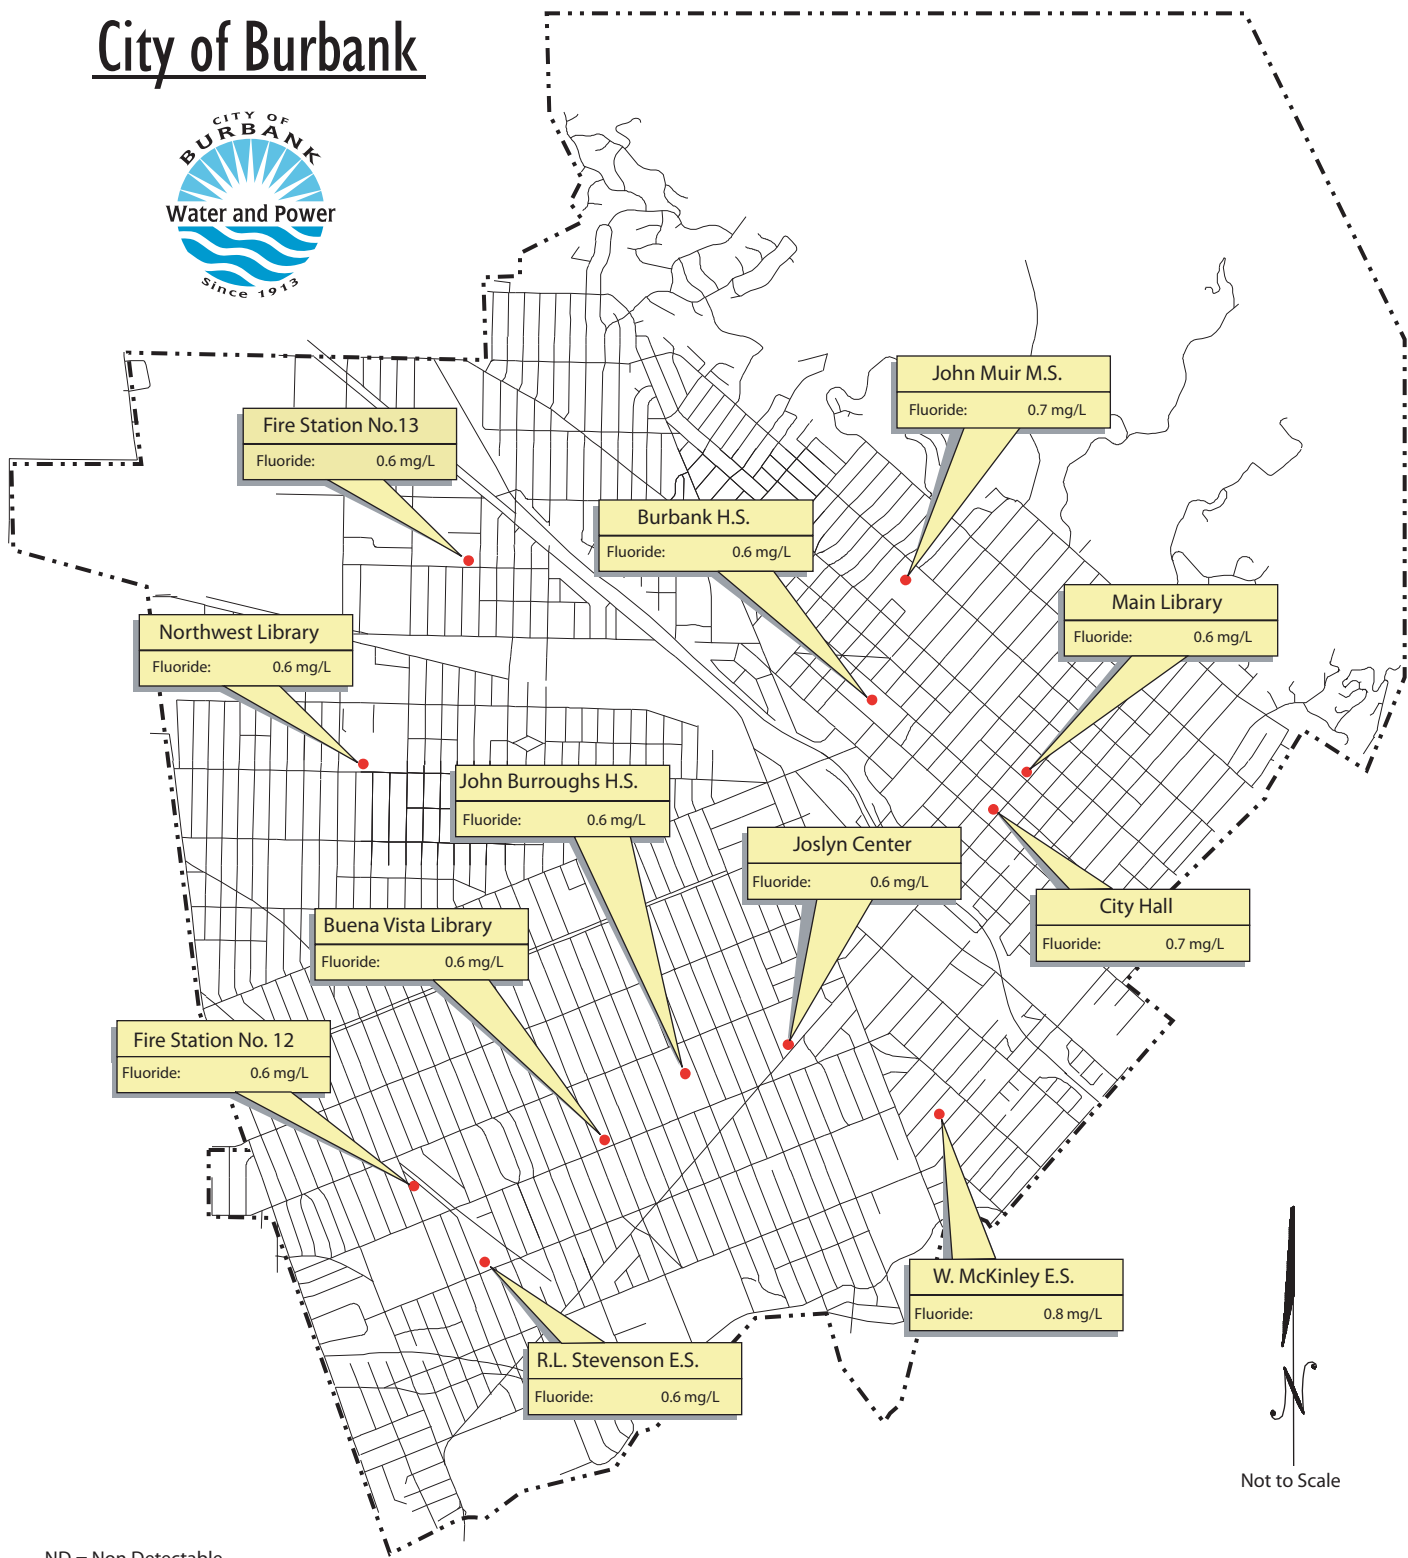 City of Burbank
CITY OF
BURBANK
Water and Power
Since 1913
John Muir M.S.
Fluoride: 0.7 mg/L
Fire Station No.13
Fluoride: 0.6 mg/L
Burbank H.S.
Fluoride: 0.6 mg/L
Main Library
Fluoride: 0.6 mg/L
Northwest Library
Fluoride: 0.6 mg/L
John Burroughs H.S.
Fluoride: 0.6 mg/L
Joslyn Center
Fluoride: 0.6 mg/L
City Hall
Fluoride: 0.7 mg/L
Buena Vista Library
Fluoride: 0.6 mg/L
Fire Station No. 12
Fluoride: 0.6 mg/L
W. McKinley E.S.
Fluoride: 0.8 mg/L
R.L. Stevenson E.S.
Fluoride: 0.6 mg/L
N
Not to Scale
ND = Non Detectable